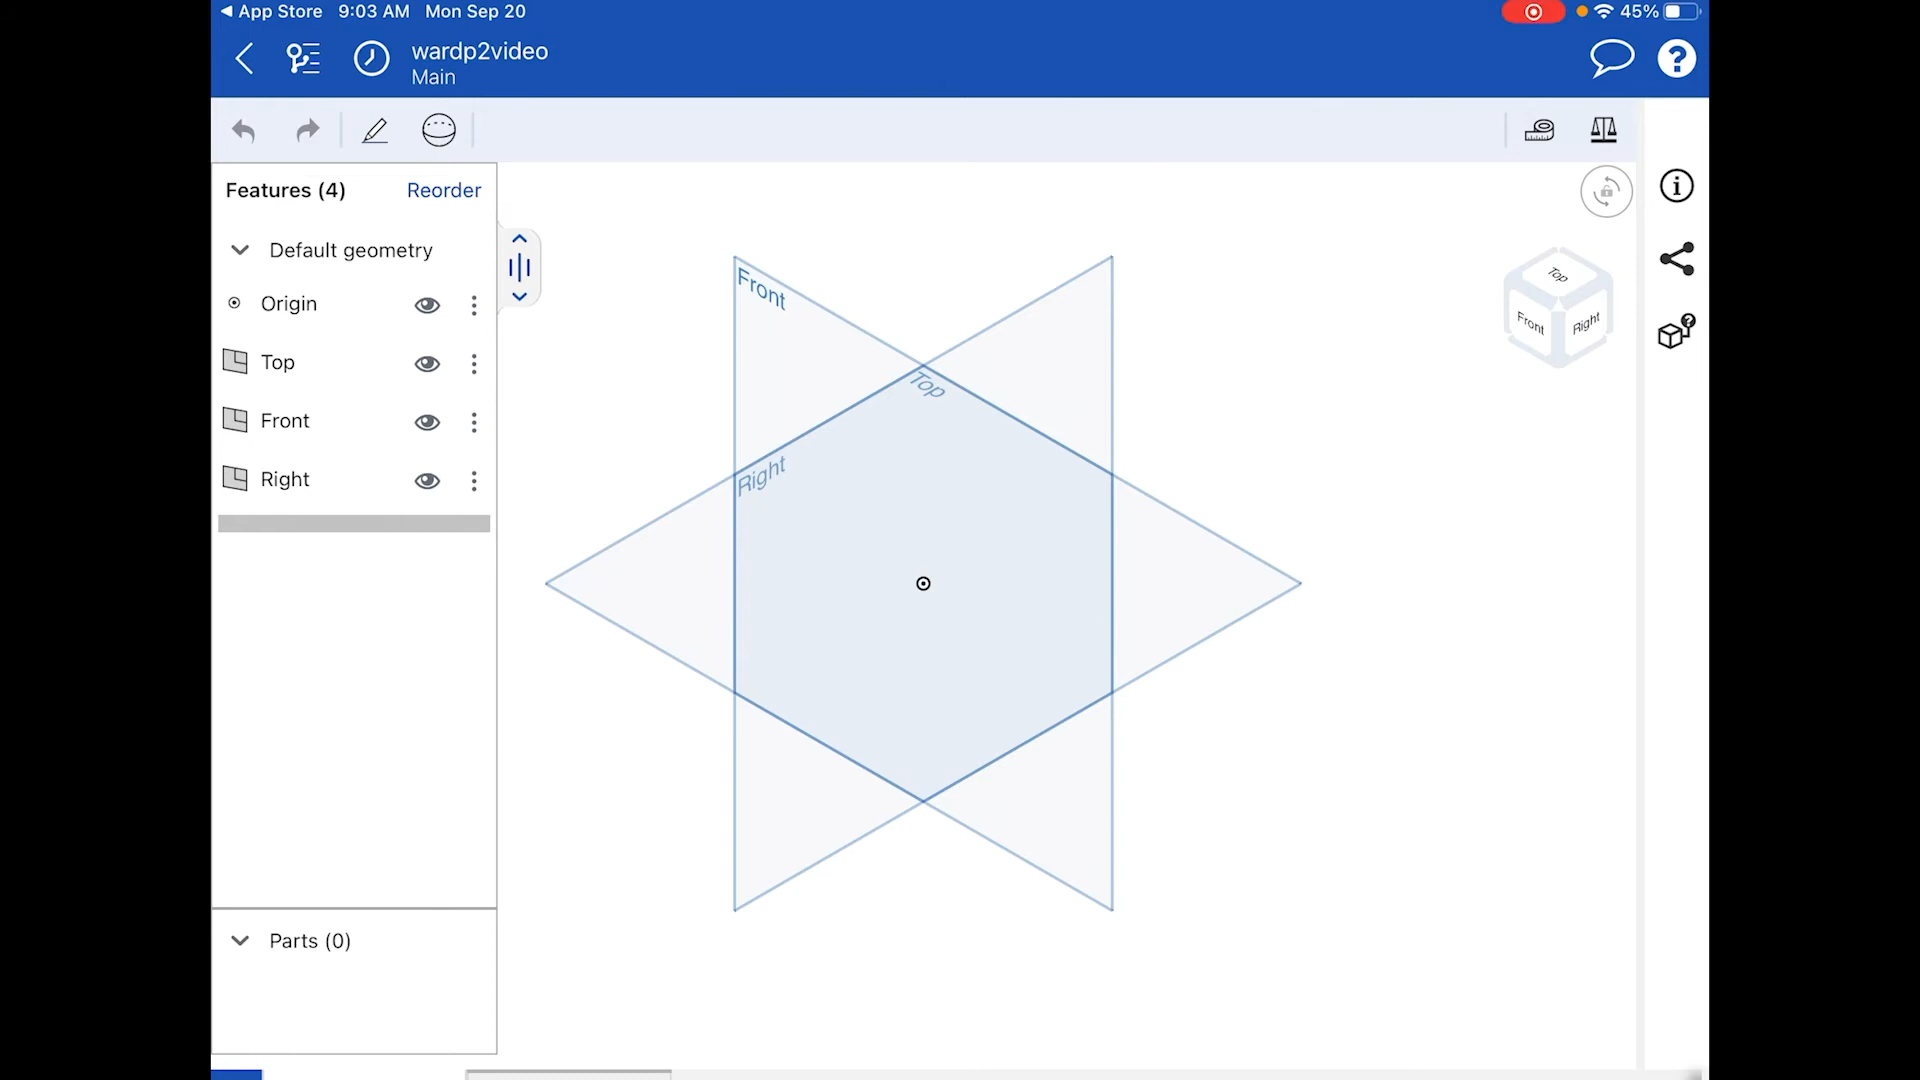 App Store 9:03 AM Mon Sep 20
45%
wardp2video
Main
?
Features (4) Reorder
Default geometry
Origin
Top
Front
Right
Parts (0)
Front
Top
Right
Top
Front
Right